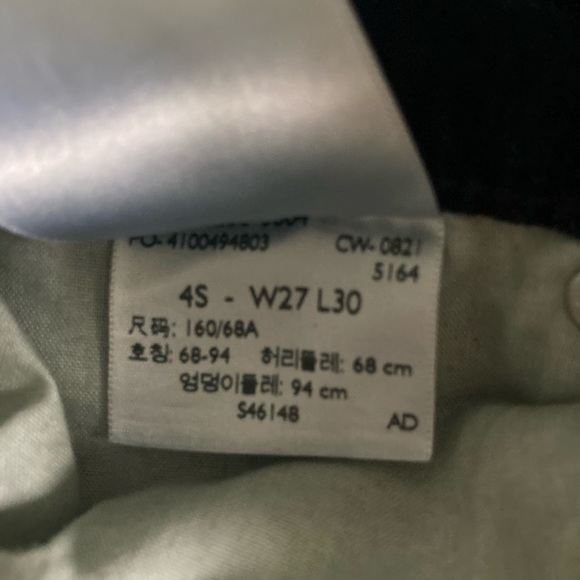 PO- 4100494803 CW- 0821
5164
4S - W27 L30
尺码: 160/68A
호칭: 68-94 허리둘레: 68 cm
엉덩이둘레: 94 cm
S46148
AD